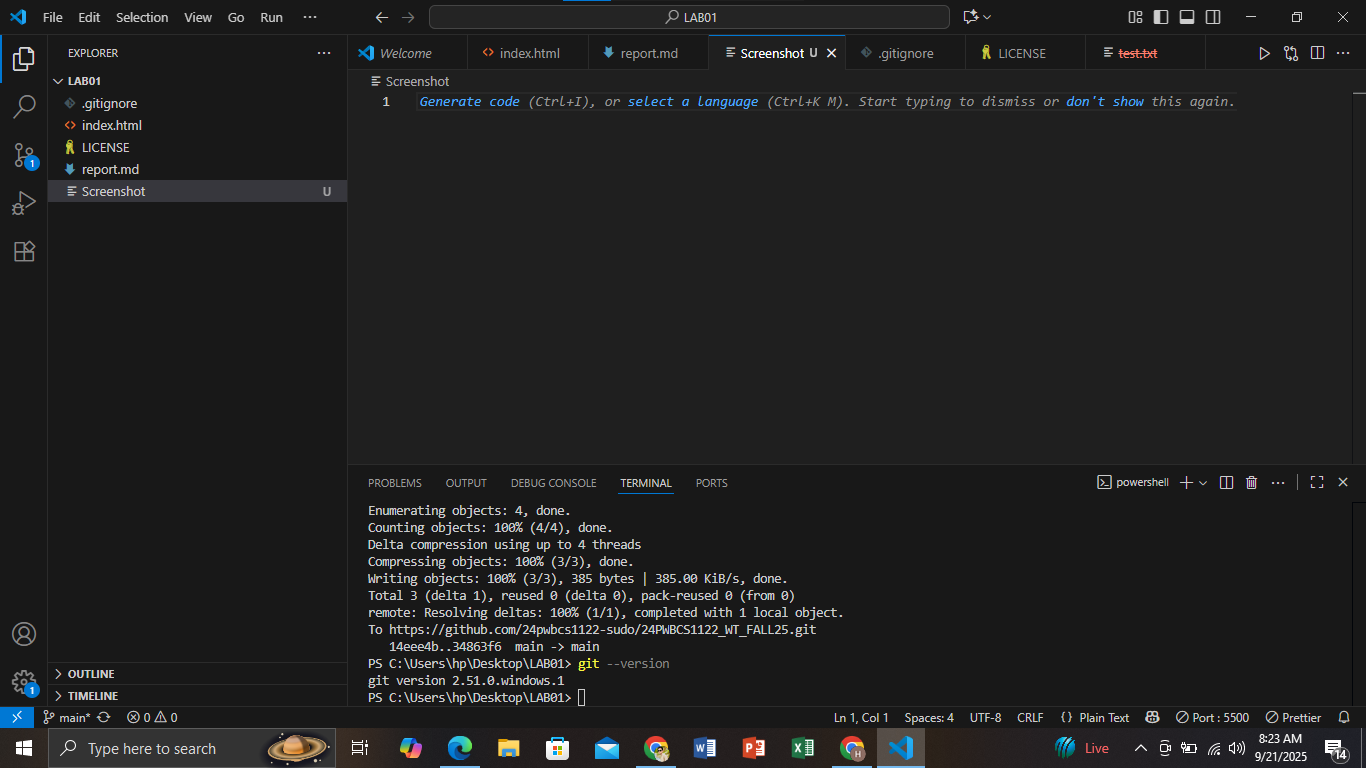 File Edit Selection View Go Run ···
LAB01
EXPLORER
LAB01
.gitignore
index.html
LICENSE
report.md
Screenshot U
OUTLINE
TIMELINE
1
1
Welcome
index.html
report.md
Screenshot U
.gitignore
LICENSE
test.txt
Screenshot
1 Generate code (Ctrl+I), or select a language (Ctrl+K M). Start typing to dismiss or don't show this again.
PROBLEMS OUTPUT DEBUG CONSOLE TERMINAL PORTS
powershell
Enumerating objects: 4, done.
Counting objects: 100% (4/4), done.
Delta compression using up to 4 threads
Compressing objects: 100% (3/3), done.
Writing objects: 100% (3/3), 385 bytes | 385.00 KiB/s, done.
Total 3 (delta 1), reused 0 (delta 0), pack-reused 0 (from 0)
remote: Resolving deltas: 100% (1/1), completed with 1 local object.
To https://github.com/24pwbcs1122-sudo/24PWBCS1122_WT_FALL25.git
14eee4b..34863f6 main -> main
PS C:\Users\hp\Desktop\LAB01> git --version
git version 2.51.0.windows.1
PS C:\Users\hp\Desktop\LAB01>
main* 0 0 Ln 1, Col 1 Spaces: 4 UTF-8 CRLF {} Plain Text Port : 5500 Prettier
Type here to search
Live
8:23 AM
9/21/2025
14